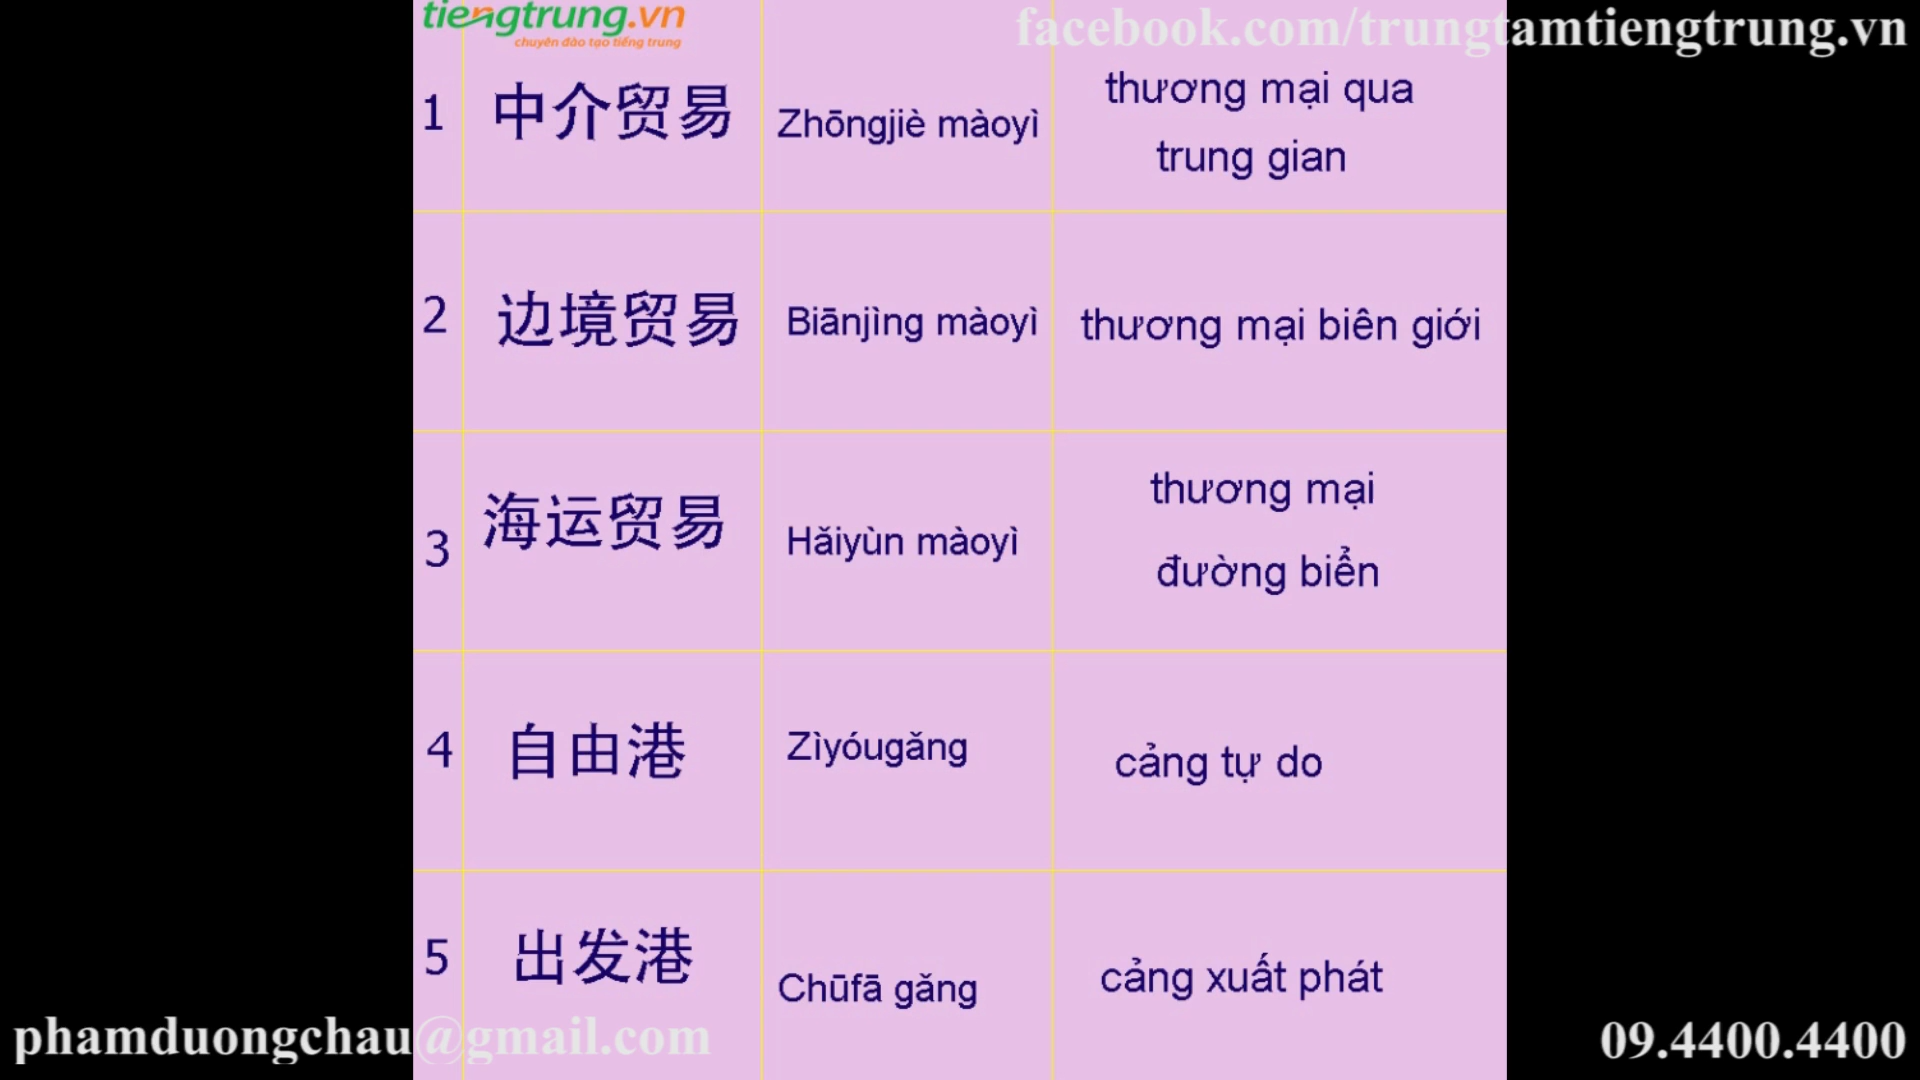 tiengtrung.vn
chuyên đào tạo tiếng trung
facebook.com/trungtamtiengtrung.vn
1 中介贸易 Zhōngjiè màoyì thương mại qua
trung gian
2 边境贸易 Biānjìng màoyì thương mại biên giới
3 海运贸易 Hǎiyùn màoyì thương mại
đường biển
4 自由港 Zìyóugǎng cảng tự do
5 出发港 Chūfā gǎng cảng xuất phát
phamduongchau@gmail.com
09.4400.4400